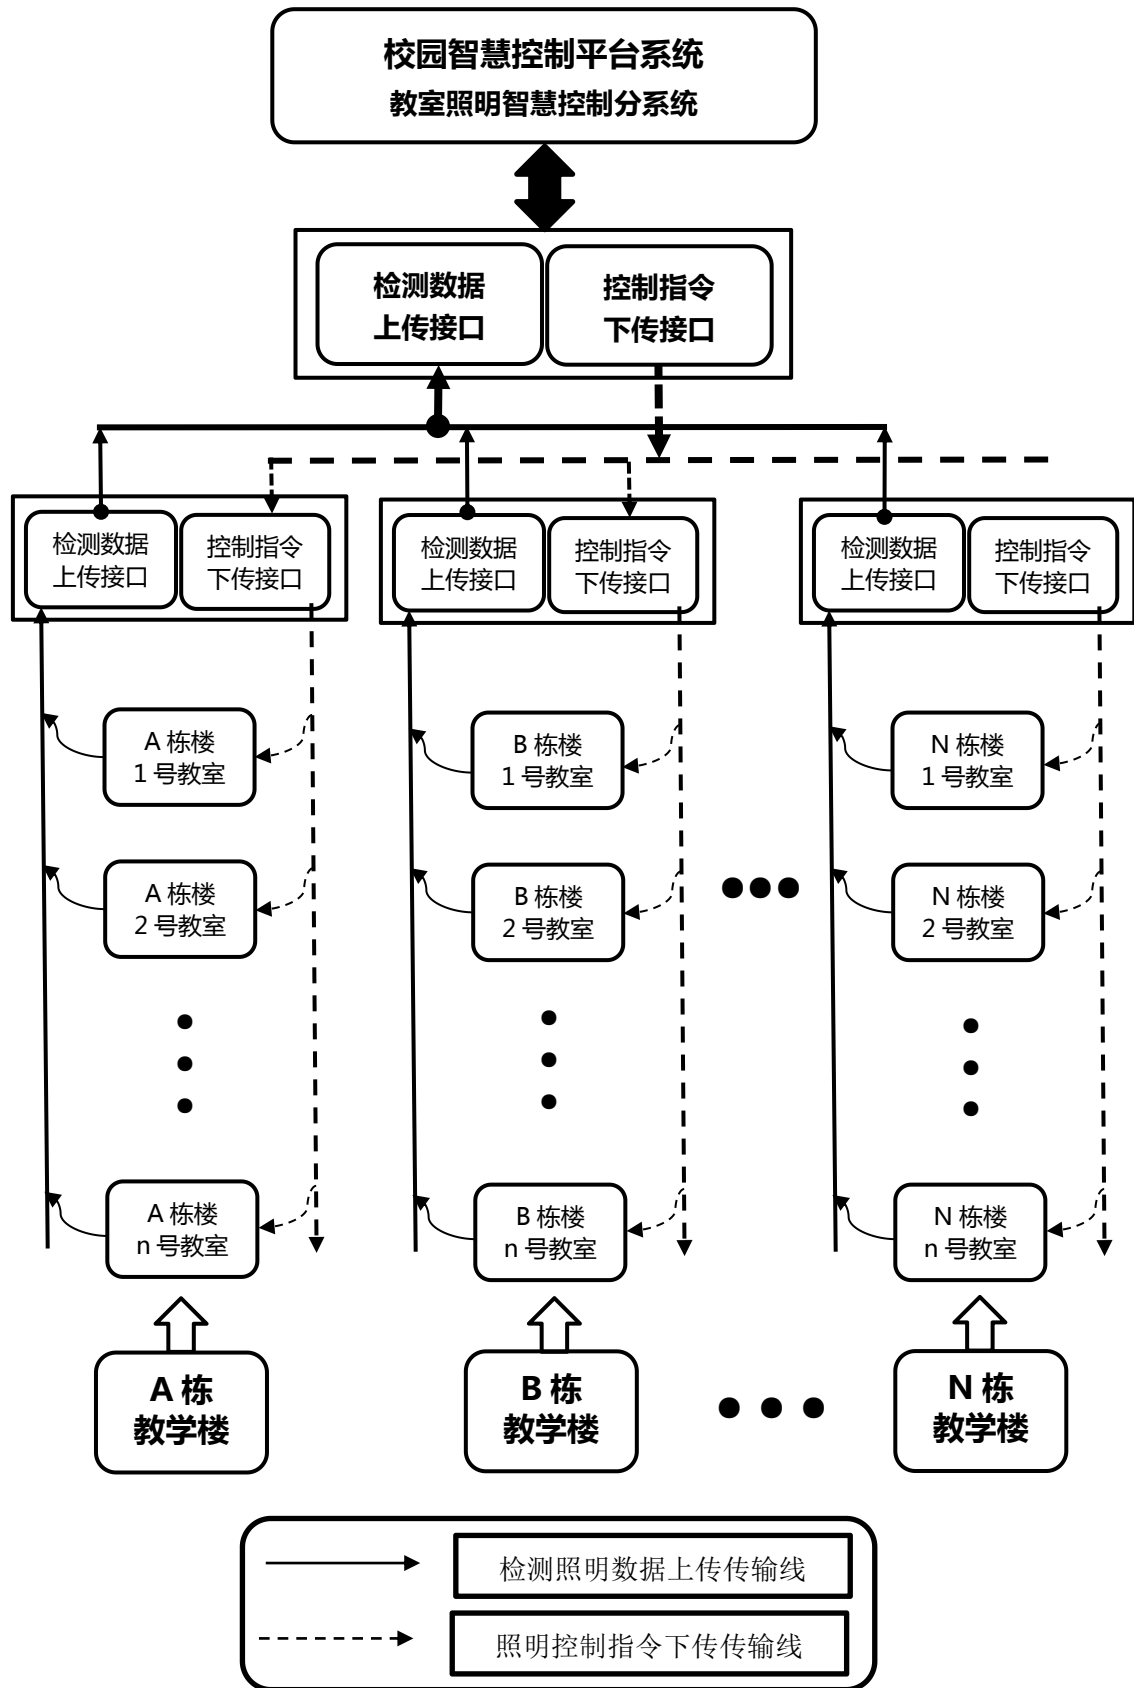 校园智慧控制平台系统
教室照明智慧控制分系统
检测数据
上传接口
控制指令
下传接口
检测数据
上传接口
控制指令
下传接口
检测数据
上传接口
控制指令
下传接口
检测数据
上传接口
控制指令
下传接口
A 栋楼
1 号教室
B 栋楼
1 号教室
N 栋楼
1 号教室
A 栋楼
2 号教室
B 栋楼
2 号教室
N 栋楼
2 号教室
A 栋楼
n 号教室
B 栋楼
n 号教室
N 栋楼
n 号教室
A 栋
教学楼
B 栋
教学楼
N 栋
教学楼
检测照明数据上传传输线
照明控制指令下传传输线